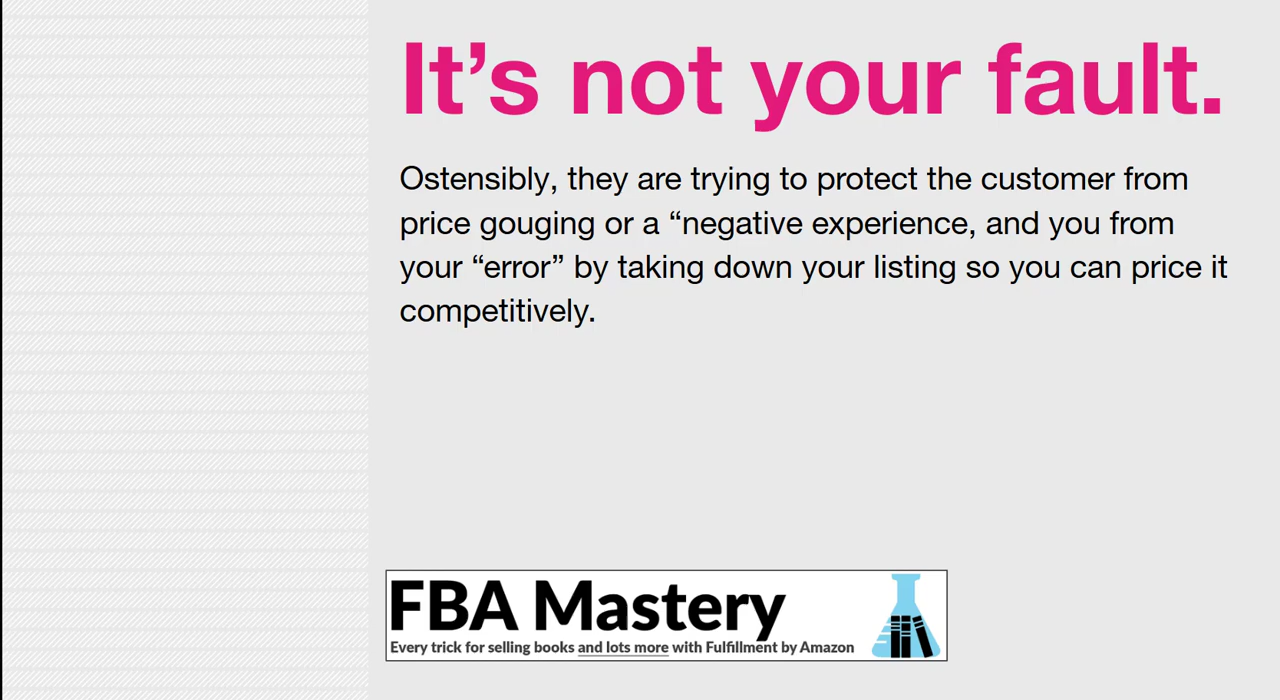 It’s not your fault.
Ostensibly, they are trying to protect the customer from
price gouging or a “negative experience, and you from
your “error” by taking down your listing so you can price it
competitively.
FBA Mastery
Every trick for selling books and lots more with Fulfillment by Amazon